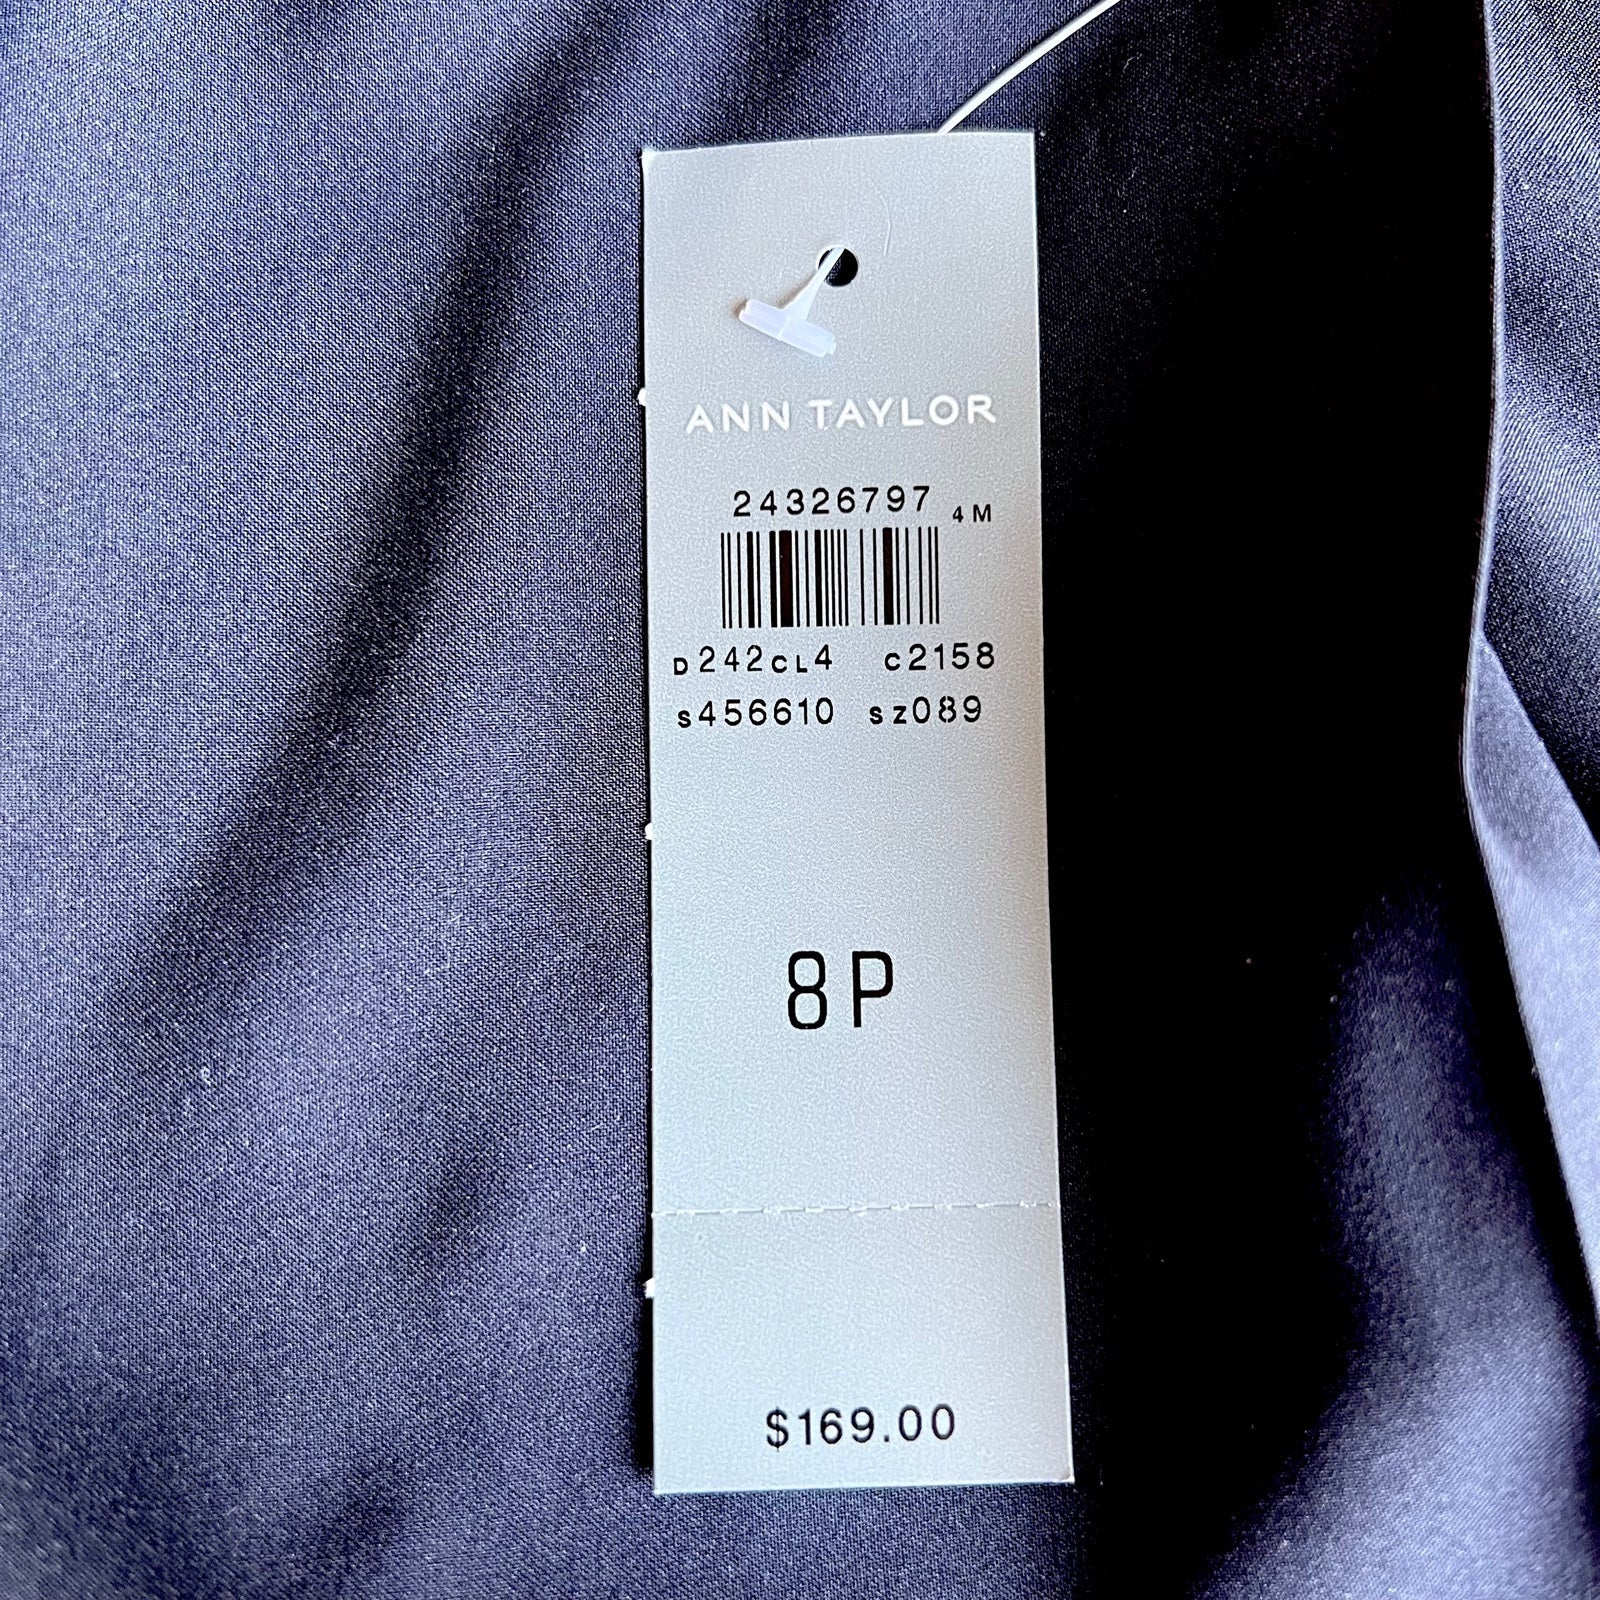 ANN TAYLOR
24326797 4M
D242CL4 C2158
S456610 SZ089
8P
$169.00